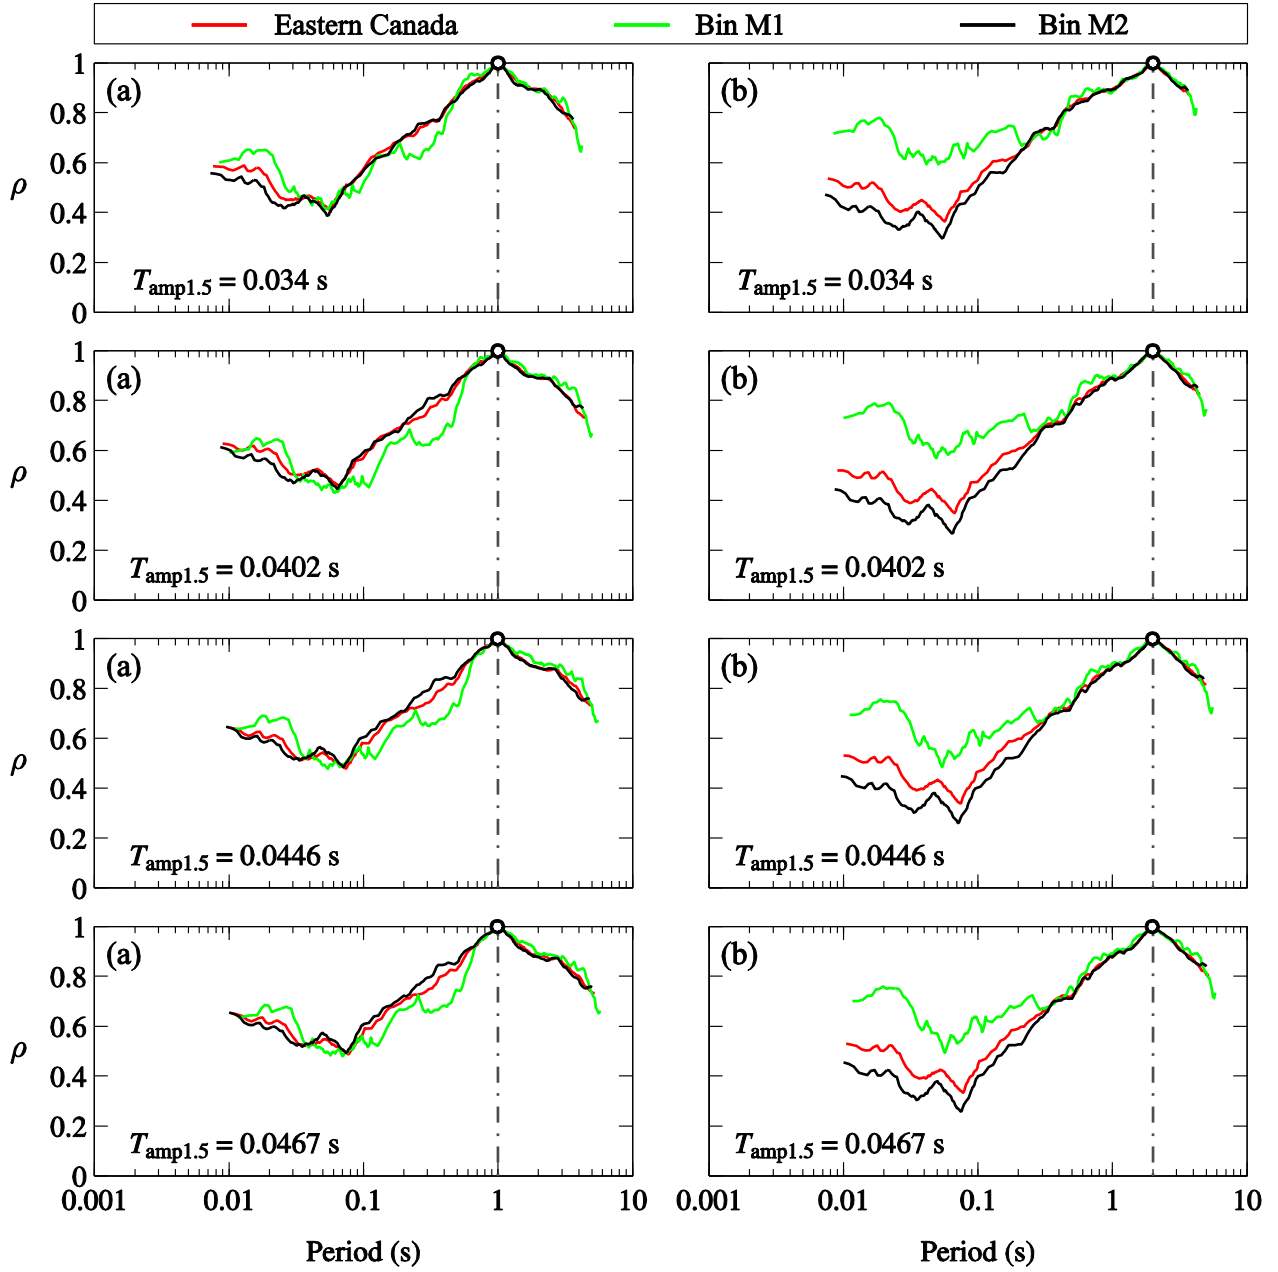 Eastern Canada Bin M1 Bin M2
1 (a) (b)
0.8
0.6
ρ
0.4
0.2
Tamp1.5 = 0.034 s Tamp1.5 = 0.034 s
0
1 (a) (b)
0.8
0.6
ρ
0.4
0.2
Tamp1.5 = 0.0402 s Tamp1.5 = 0.0402 s
0
1 (a) (b)
0.8
0.6
ρ
0.4
0.2
Tamp1.5 = 0.0446 s Tamp1.5 = 0.0446 s
0
1 (a) (b)
0.8
0.6
ρ
0.4
0.2
Tamp1.5 = 0.0467 s Tamp1.5 = 0.0467 s
0
0.001 0.01 0.1 1 10 0.001 0.01 0.1 1 10
Period (s) Period (s)